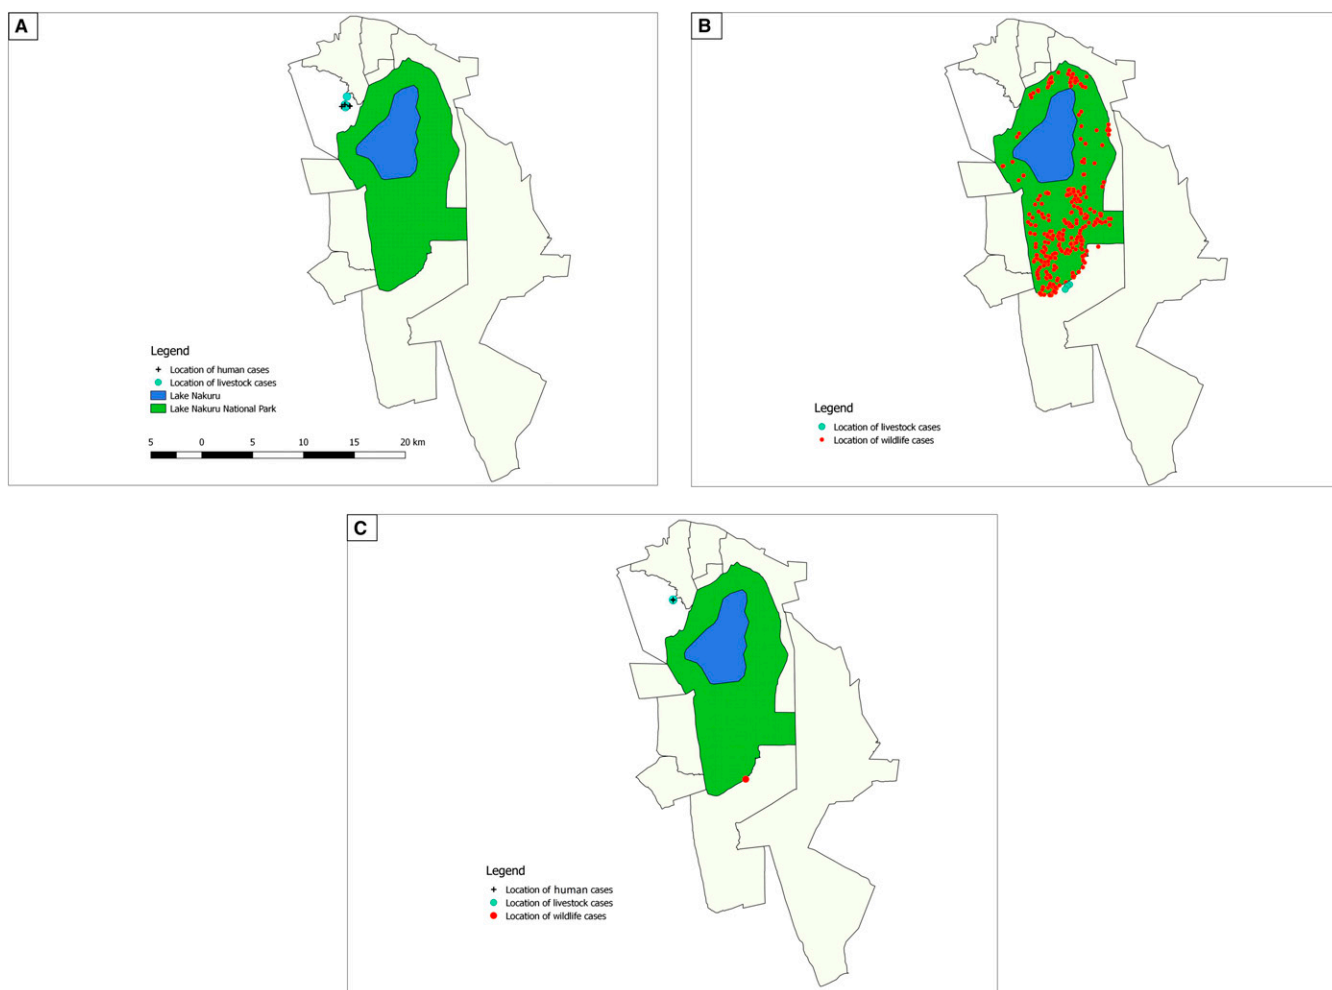 A
Legend
Location of human cases
Location of livestock cases
Lake Nakuru
Lake Nakuru National Park
5 0 5 10 15 20 km
B
Legend
Location of livestock cases
Location of wildlife cases
C
Legend
Location of human cases
Location of livestock cases
Location of wildlife cases